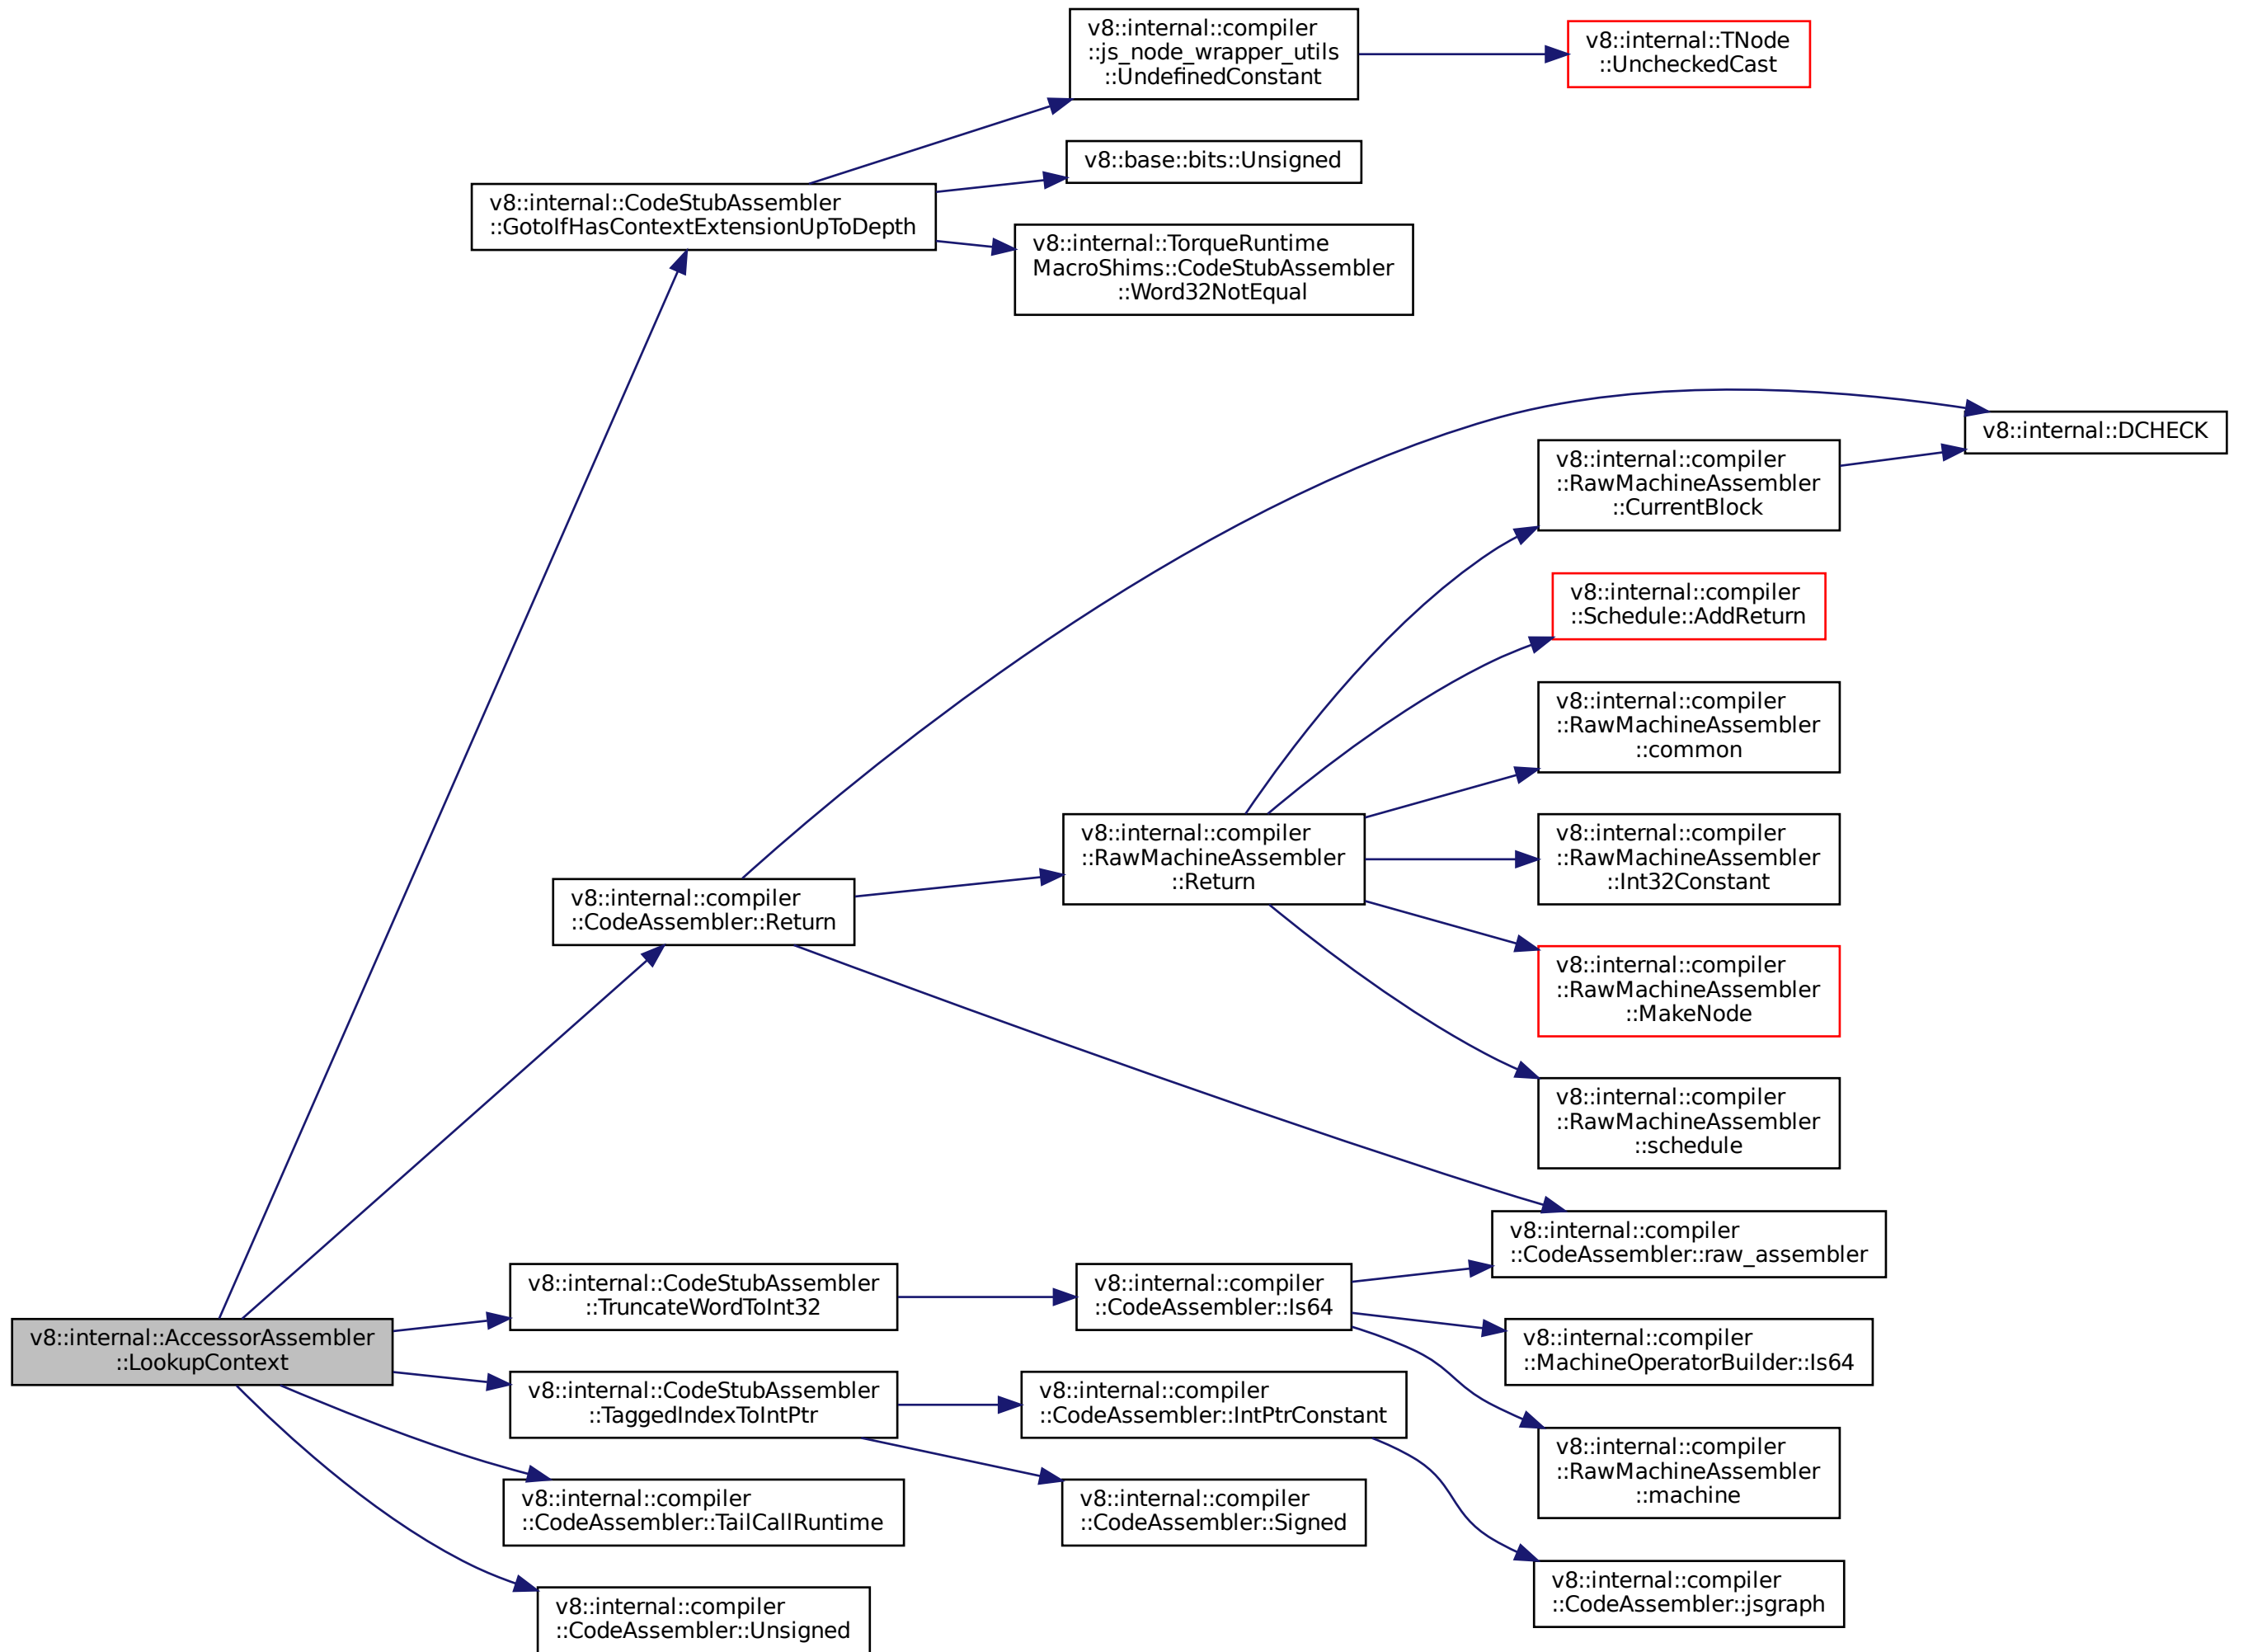 v8::internal::compiler
::js_node_wrapper_utils
::UndefinedConstant
v8::internal::TNode
::UncheckedCast
v8::base::bits::Unsigned
v8::internal::CodeStubAssembler
::GotoIfHasContextExtensionUpToDepth
v8::internal::TorqueRuntime
MacroShims::CodeStubAssembler
::Word32NotEqual
v8::internal::DCHECK
v8::internal::compiler
::RawMachineAssembler
::CurrentBlock
v8::internal::compiler
::Schedule::AddReturn
v8::internal::compiler
::RawMachineAssembler
::common
v8::internal::compiler
::RawMachineAssembler
::Return
v8::internal::compiler
::RawMachineAssembler
::Int32Constant
v8::internal::compiler
::CodeAssembler::Return
v8::internal::compiler
::RawMachineAssembler
::MakeNode
v8::internal::compiler
::RawMachineAssembler
::schedule
v8::internal::compiler
::CodeAssembler::raw_assembler
v8::internal::CodeStubAssembler
::TruncateWordToInt32
v8::internal::compiler
::CodeAssembler::Is64
v8::internal::AccessorAssembler
::LookupContext
v8::internal::compiler
::MachineOperatorBuilder::Is64
v8::internal::CodeStubAssembler
::TaggedIndexToIntPtr
v8::internal::compiler
::CodeAssembler::IntPtrConstant
v8::internal::compiler
::RawMachineAssembler
::machine
v8::internal::compiler
::CodeAssembler::TailCallRuntime
v8::internal::compiler
::CodeAssembler::Signed
v8::internal::compiler
::CodeAssembler::jsgraph
v8::internal::compiler
::CodeAssembler::Unsigned